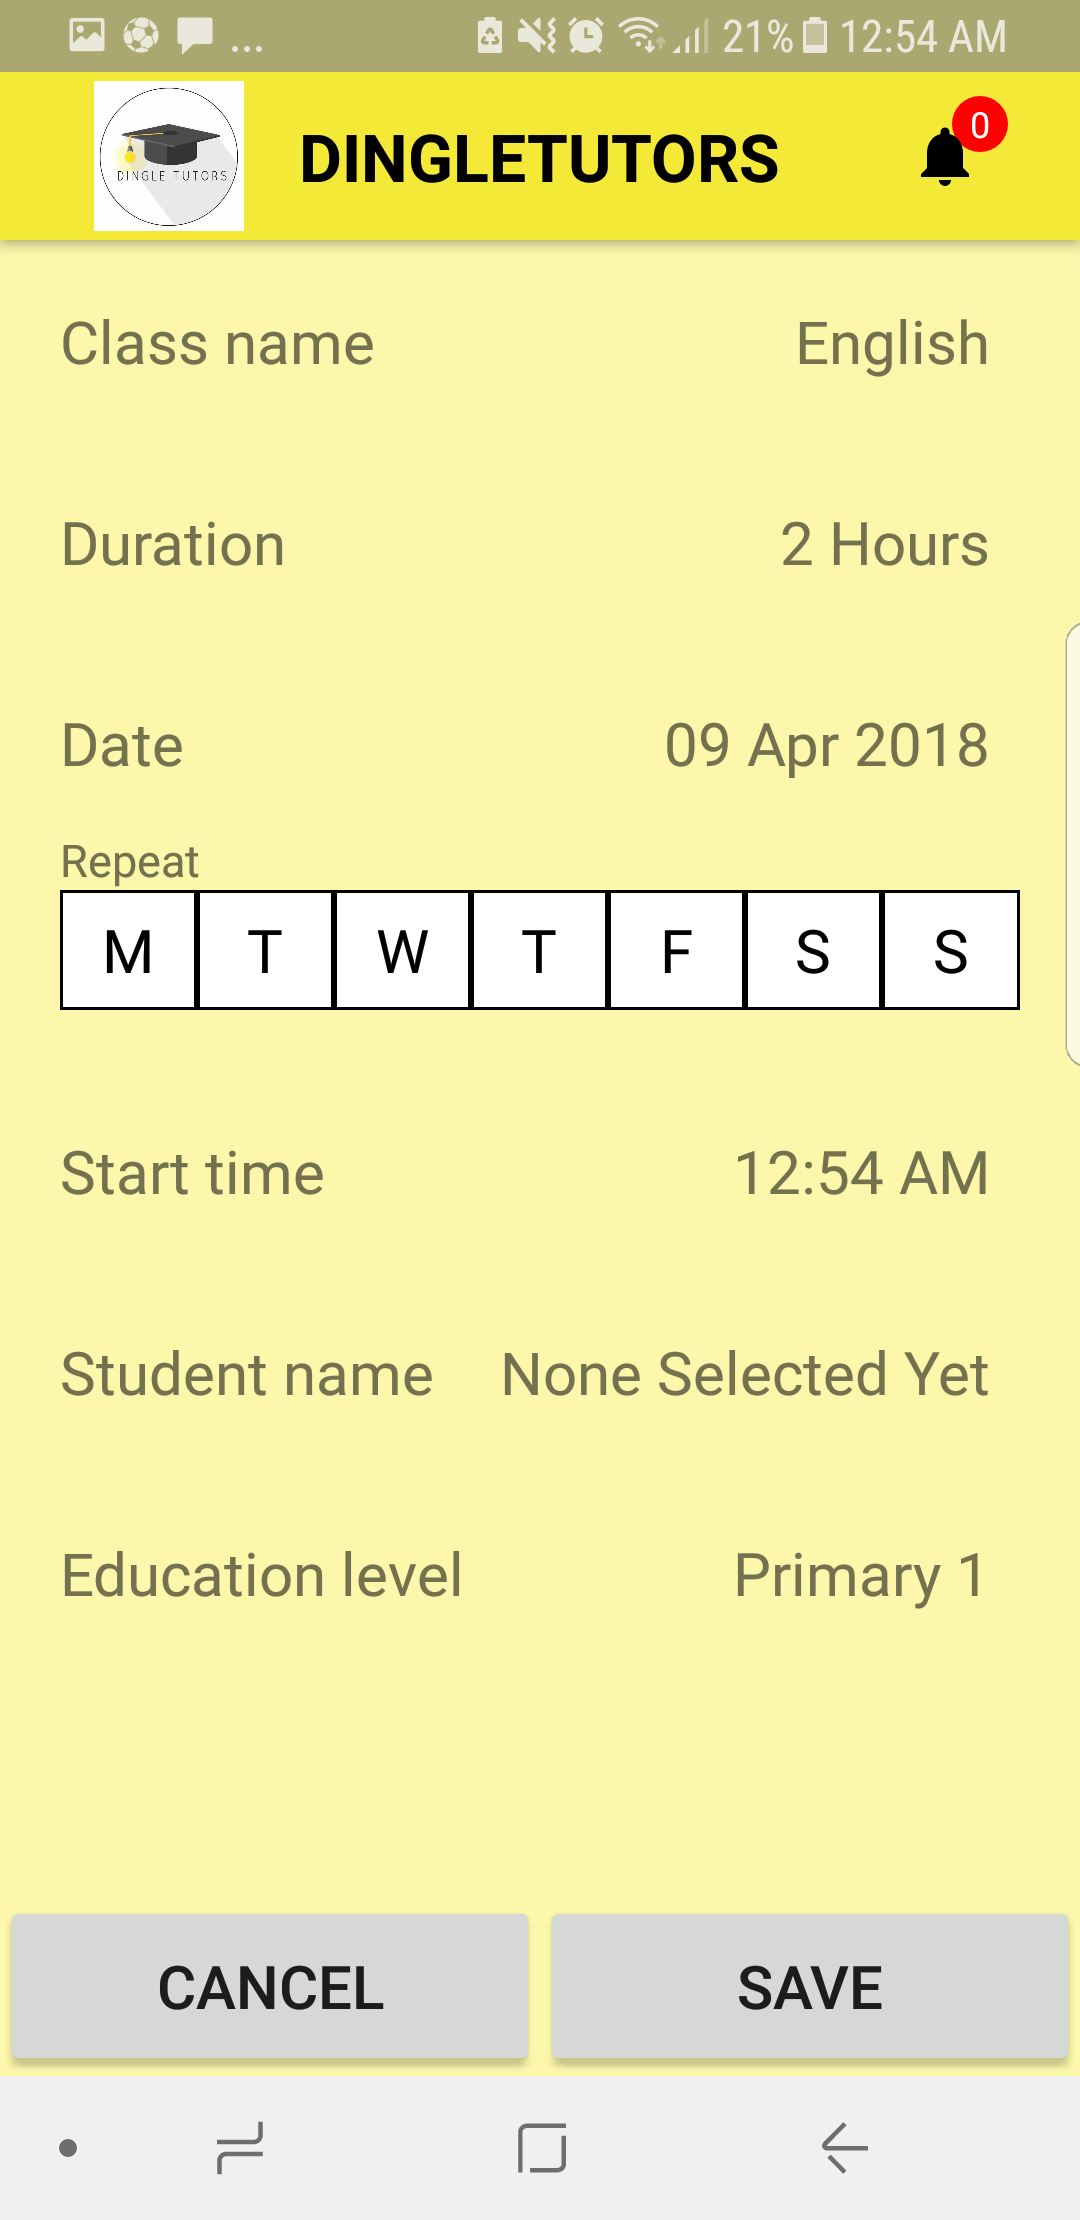 ... 21% 12:54 AM
DINGLE TUTORS
DINGLETUTORS
0
Class name English
Duration 2 Hours
Date 09 Apr 2018
Repeat
M T W T F S S
Start time 12:54 AM
Student name None Selected Yet
Education level Primary 1
CANCEL SAVE